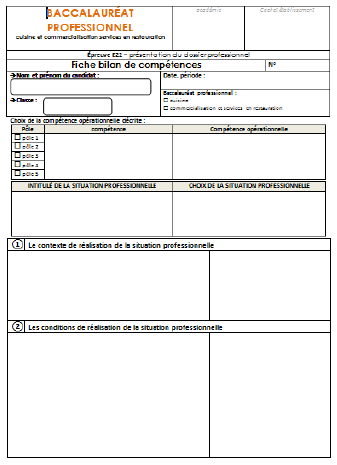 BACCALAURÉAT
PROFESSIONNEL
cuisine et commercialisation services en restauration
académie
Cachet établissement
Épreuve E22 – présentation du dossier professionnel
Fiche bilan de compétences
N°
Nom et prénom du candidat :
Classe :
Date, période :
Baccalauréat professionnel :
cuisine
commercialisation et services en restauration
Choix de la compétence opérationnelle décrite :
Pôle compétence Compétence opérationnelle
pôle 1
pôle 2
pôle 3
pôle 4
pôle 5
INTITULÉ DE LA SITUATION PROFESSIONNELLE CHOIX DE LA SITUATION PROFESSIONNELLE
1 Le contexte de réalisation de la situation professionnelle
2 Les conditions de réalisation de la situation professionnelle